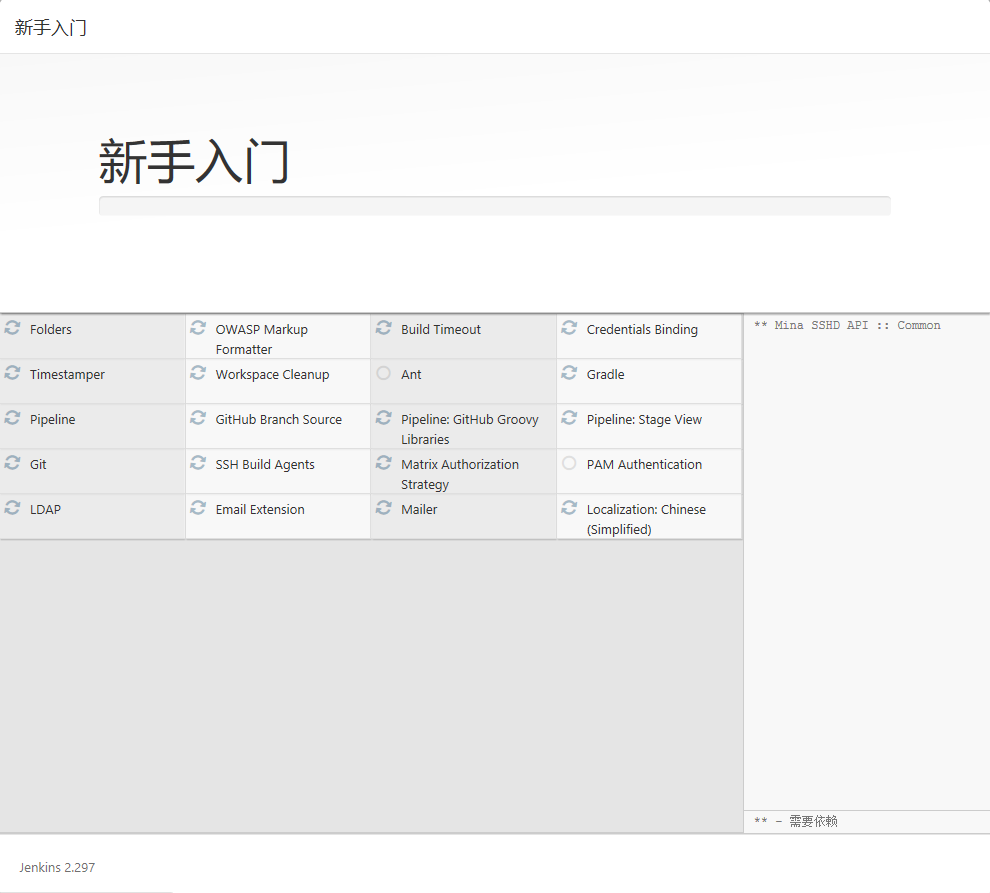 新手入门
新手入门
Folders
OWASP Markup
Formatter
Build Timeout
Credentials Binding
** Mina SSHD API :: Common
Timestamper
Workspace Cleanup
Ant
Gradle
Pipeline
GitHub Branch Source
Pipeline: GitHub Groovy
Libraries
Pipeline: Stage View
Git
SSH Build Agents
Matrix Authorization
Strategy
PAM Authentication
LDAP
Email Extension
Mailer
Localization: Chinese
(Simplified)
** - 需要依赖
Jenkins 2.297